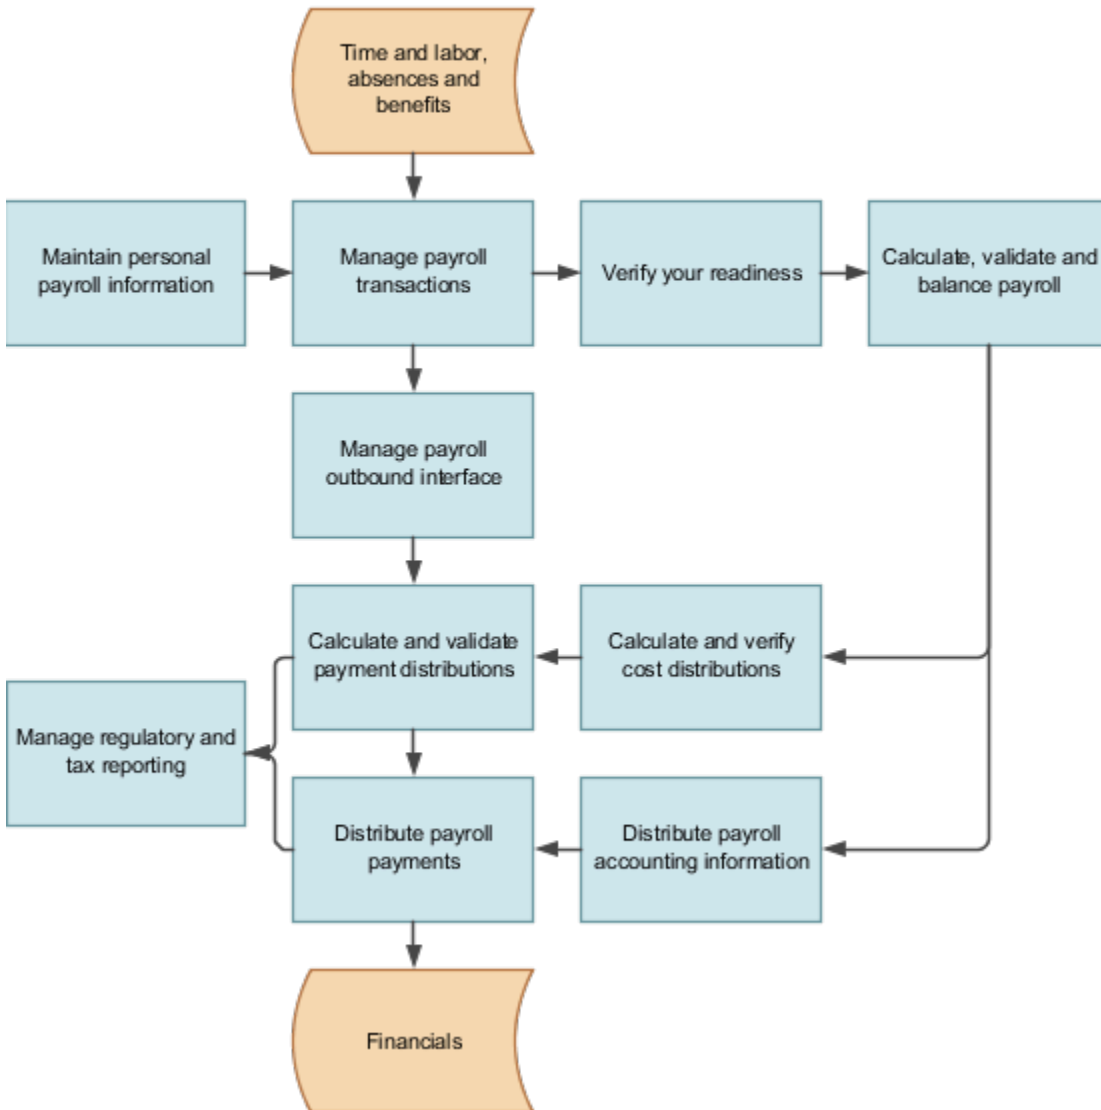 Time and labor,
absences and
benefits
Maintain personal
payroll information
Manage payroll
transactions
Verify your readiness
Calculate, validate and
balance payroll
Manage payroll
outbound interface
Calculate and validate
payment distributions
Calculate and verify
cost distributions
Manage regulatory and
tax reporting
Distribute payroll
payments
Distribute payroll
accounting information
Financials